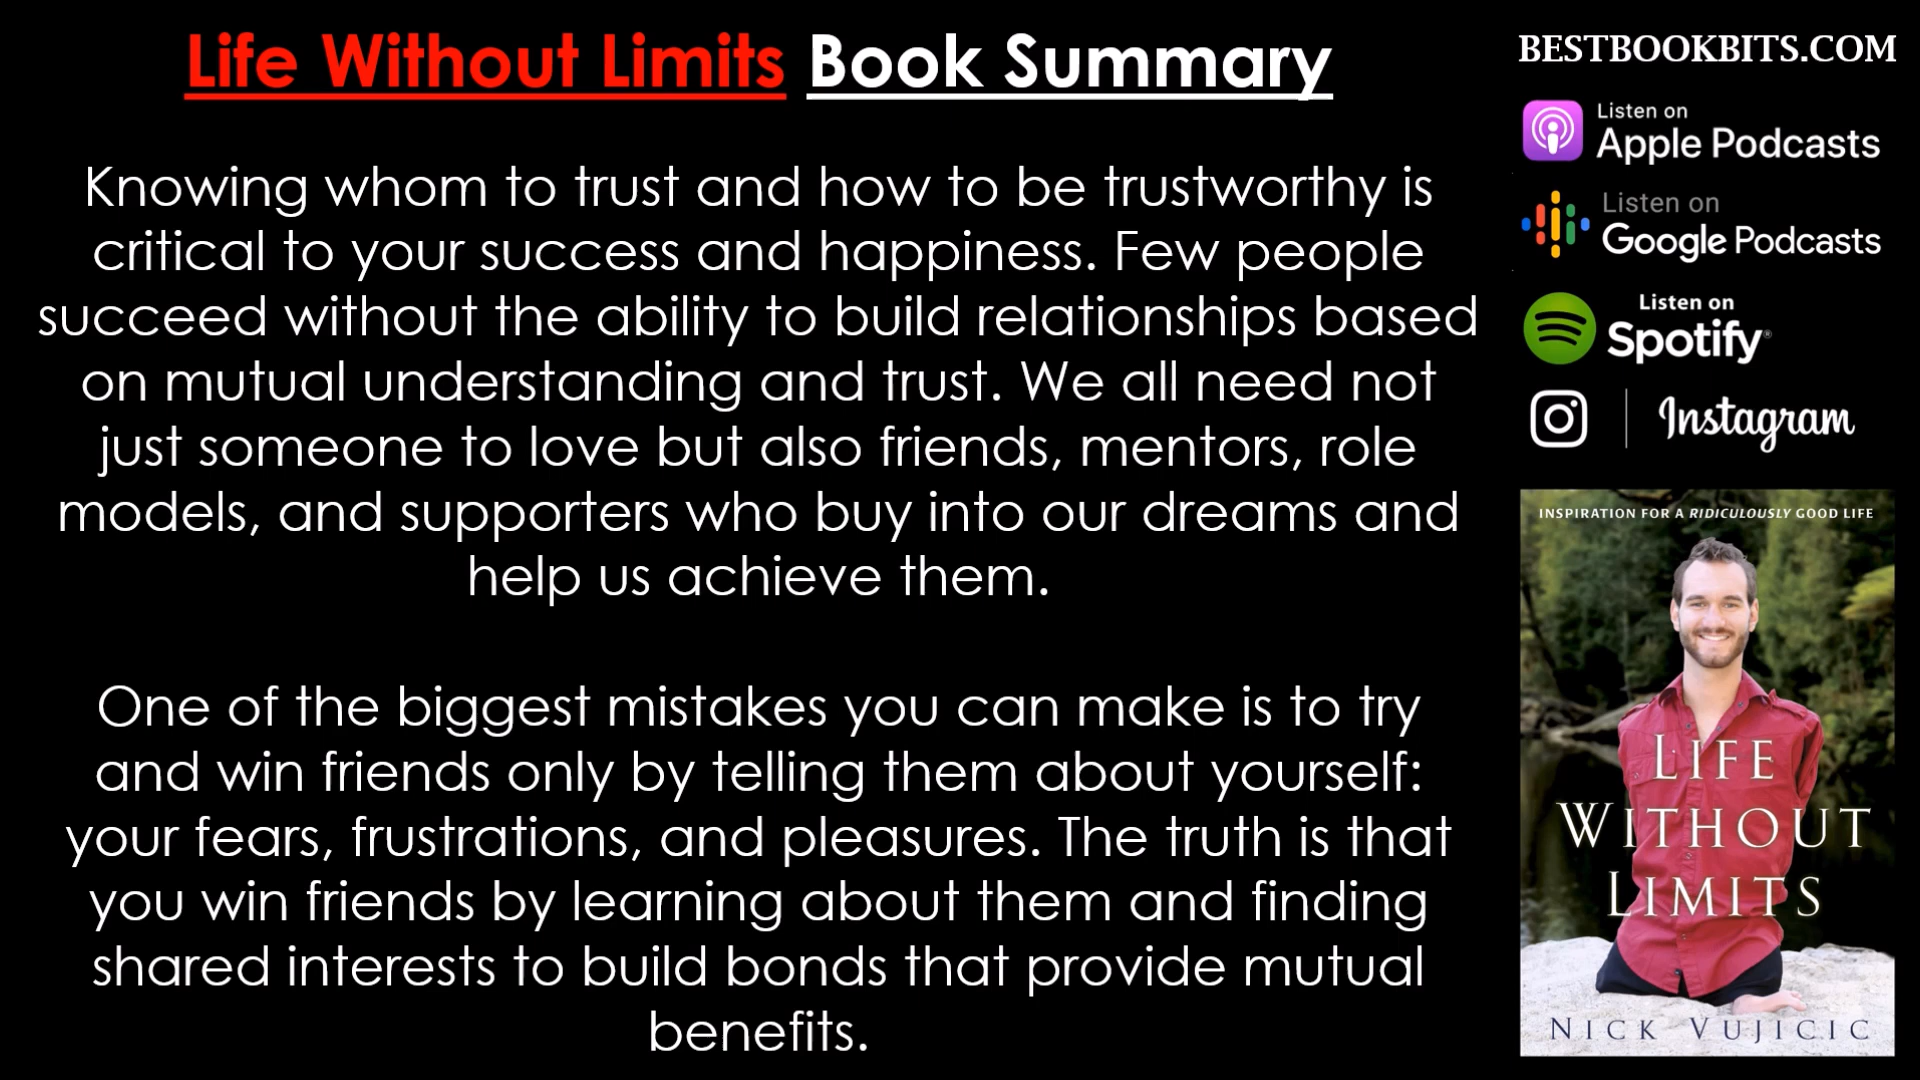 Life Without Limits Book Summary
Knowing whom to trust and how to be trustworthy is
critical to your success and happiness. Few people
succeed without the ability to build relationships based
on mutual understanding and trust. We all need not
just someone to love but also friends, mentors, role
models, and supporters who buy into our dreams and
help us achieve them.
One of the biggest mistakes you can make is to try
and win friends only by telling them about yourself:
your fears, frustrations, and pleasures. The truth is that
you win friends by learning about them and finding
shared interests to build bonds that provide mutual
benefits.
BESTBOOKBITS.COM
Listen on
Apple Podcasts
Listen on
Google Podcasts
Listen on
Spotify®
Instagram
INSPIRATION FOR A RIDICULOUSLY GOOD LIFE
LIFE
WITHOUT
LIMITS
NICK VUJICIC